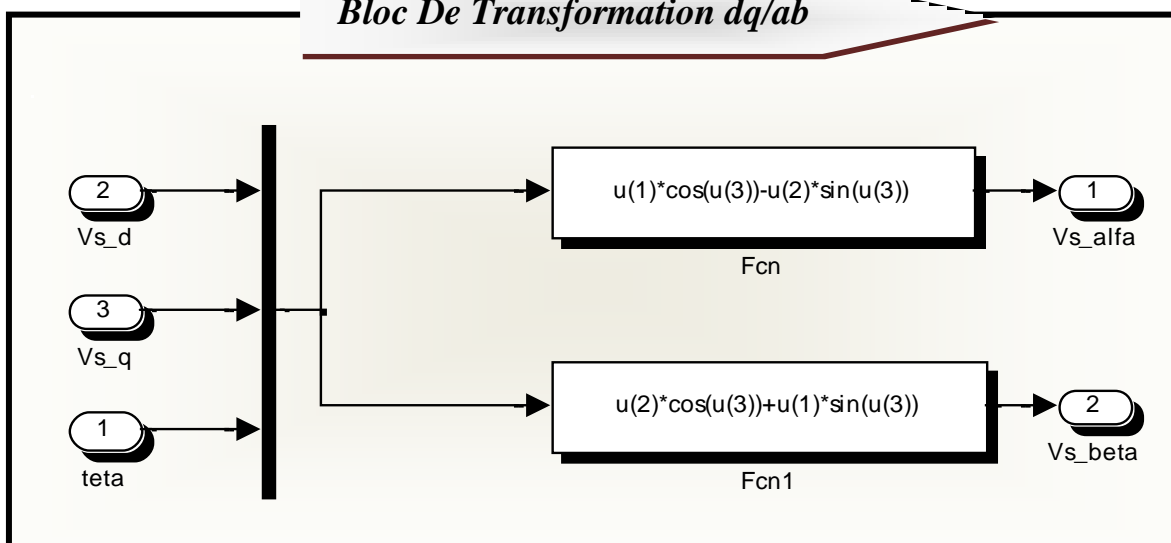 Bloc De Transformation dq/ab
2
Vs_d
3
Vs_q
1
teta
u(1)*cos(u(3))-u(2)*sin(u(3))
Fcn
u(2)*cos(u(3))+u(1)*sin(u(3))
Fcn1
1
Vs_alfa
2
Vs_beta